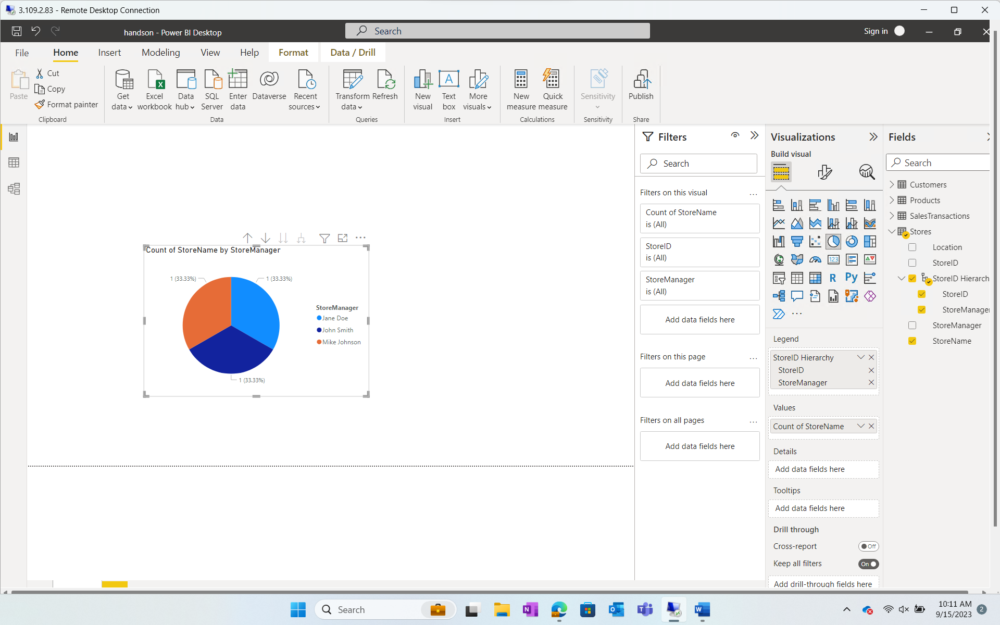 3.109.2.83 - Remote Desktop Connection
handson - Power BI Desktop
Search
Sign in
File
Home
Insert
Modeling
View
Help
Format
Data / Drill
Paste
Cut
Copy
Format painter
Clipboard
Get data
Excel workbook
Data hub
SQL Server
Enter data
Dataverse
Recent sources
Data
Transform data
Refresh
Queries
New visual
Text box
More visuals
Insert
New measure
Quick measure
Calculations
Sensitivity
Sensitivity
Publish
Share
Count of StoreName by StoreManager
1 (33.33%)
1 (33.33%)
1 (33.33%)
StoreManager
Jane Doe
John Smith
Mike Johnson
Filters
Search
Filters on this visual
Count of StoreName
is (All)
StoreID
is (All)
StoreManager
is (All)
Add data fields here
Filters on this page
Add data fields here
Filters on all pages
Add data fields here
Visualizations
Build visual
123
R
Py
Legend
StoreID Hierarchy
StoreID
StoreManager
Values
Count of StoreName
Details
Add data fields here
Tooltips
Add data fields here
Drill through
Cross-report
Off
Keep all filters
On
Add drill-through fields here
Fields
Search
Customers
Products
SalesTransactions
Stores
Location
StoreID
StoreID Hierarch
StoreID
StoreManager
StoreManager
StoreName
Search
10:11 AM
9/15/2023
2